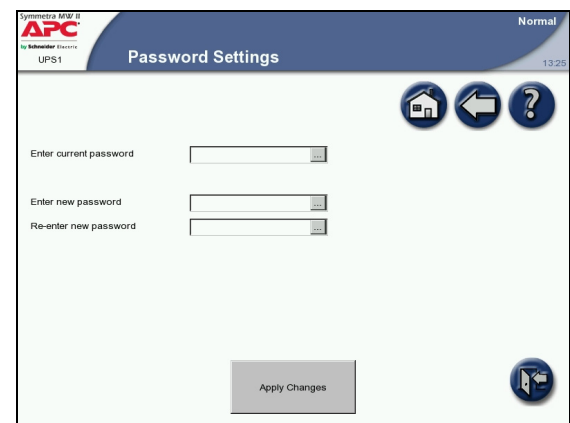 Symmetra MW II
APC
by Schneider Electric
UPS1
Password Settings
Normal
13:25
?
Enter current password
...
Enter new password
...
Re-enter new password
...
Apply Changes